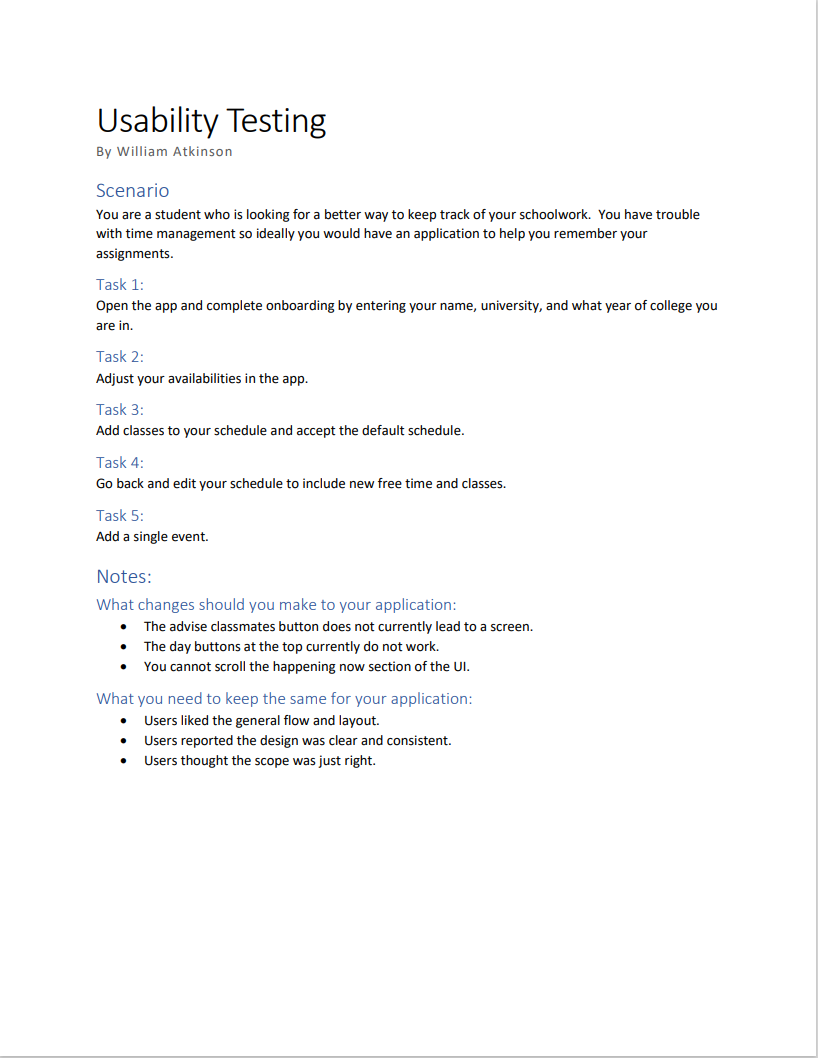 Usability Testing
By William Atkinson
Scenario
You are a student who is looking for a better way to keep track of your schoolwork.  You have trouble
with time management so ideally you would have an application to help you remember your
assignments.
Task 1:
Open the app and complete onboarding by entering your name, university, and what year of college you
are in.
Task 2:
Adjust your availabilities in the app.
Task 3:
Add classes to your schedule and accept the default schedule.
Task 4:
Go back and edit your schedule to include new free time and classes.
Task 5:
Add a single event.
Notes:
What changes should you make to your application:
• The advise classmates button does not currently lead to a screen.
• The day buttons at the top currently do not work.
• You cannot scroll the happening now section of the UI.
What you need to keep the same for your application:
• Users liked the general flow and layout.
• Users reported the design was clear and consistent.
• Users thought the scope was just right.